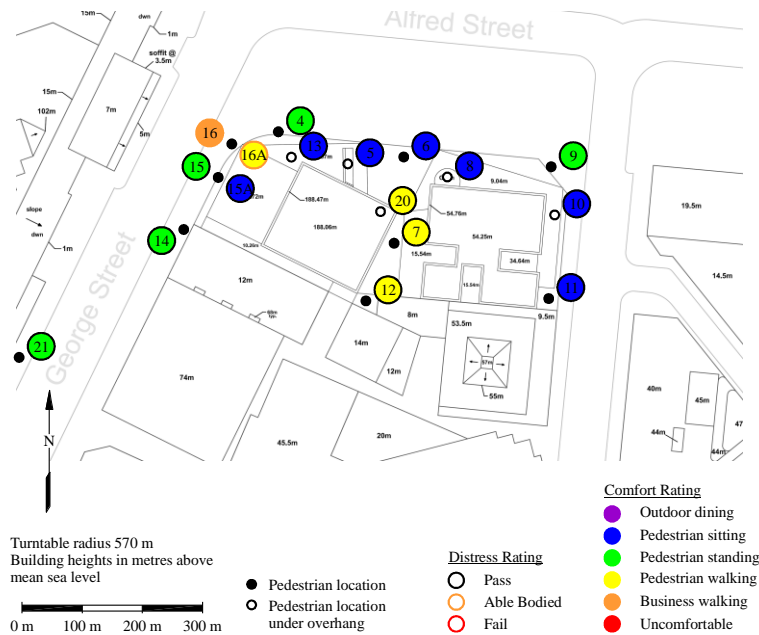 Alfred Street
15m
dwn
1m
soffit @
3.5m
15m
102m
7m
5m
16
4
13
5
6
8
9
16A
15
15A
188.47m
9.04m
20
10
54.76m
19.5m
slope
dwn
1m
14
188.06m
7
54.25m
15.54m
34.64m
12m
12
15.04m
11
14.5m
8m
9.5m
53.5m
George Street
21
14m
57m
74m
12m
55m
40m
45m
47
N
45.5m
20m
44m
44m
Turntable radius 570 m
Building heights in metres above
mean sea level
0 m 100 m 200 m 300 m
Pedestrian location
Pedestrian location
under overhang
Distress Rating
Pass
Able Bodied
Fail
Comfort Rating
Outdoor dining
Pedestrian sitting
Pedestrian standing
Pedestrian walking
Business walking
Uncomfortable